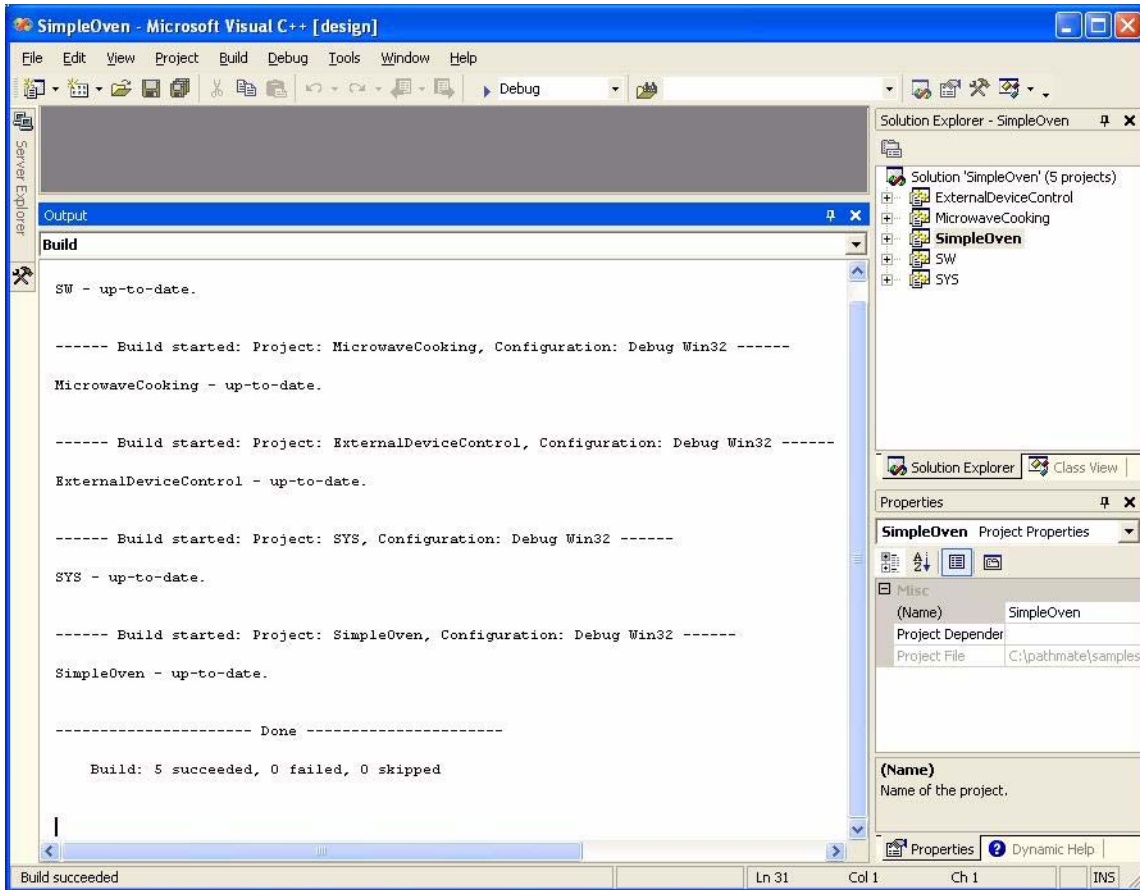 SimpleOven - Microsoft Visual C++ [design]
File Edit View Project Build Debug Tools Window Help
Debug
Server Explorer
Solution Explorer - SimpleOven
Solution 'SimpleOven' (5 projects)
ExternalDeviceControl
MicrowaveCooking
SimpleOven
SW
SYS
Output
Build
SW - up-to-date.
------ Build started: Project: MicrowaveCooking, Configuration: Debug Win32 ------
MicrowaveCooking - up-to-date.
------ Build started: Project: ExternalDeviceControl, Configuration: Debug Win32 ------
ExternalDeviceControl - up-to-date.
------ Build started: Project: SYS, Configuration: Debug Win32 ------
SYS - up-to-date.
------ Build started: Project: SimpleOven, Configuration: Debug Win32 ------
SimpleOven - up-to-date.
---------------------- Done ----------------------
Build: 5 succeeded, 0 failed, 0 skipped
Solution Explorer Class View
Properties
SimpleOven Project Properties
Misc
(Name) SimpleOven
Project Depender
Project File C:\pathmate\samples
(Name)
Name of the project.
Properties Dynamic Help
Build succeeded Ln 31 Col 1 Ch 1 INS